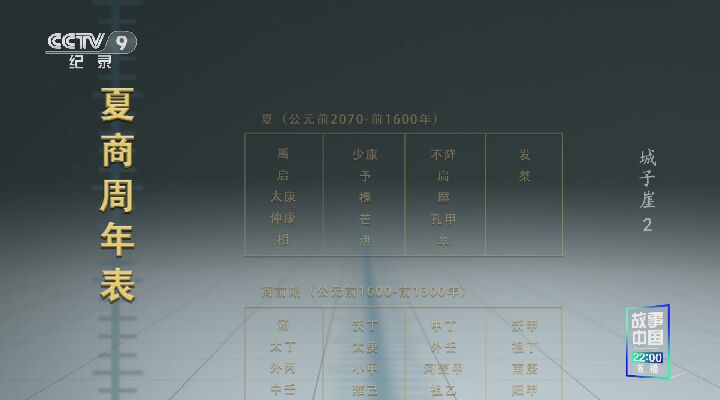 CCTV 9
纪录
夏商周年表
夏（公元前2070-前1600年）
禹 少康 不降 发
启 予 扃 桀
太康 槐 廑
仲康 芒 孔甲
相 泄 皋
商前期（公元前1600-前1300年）
汤 沃丁 中丁 沃甲
太丁 太庚 外壬 祖丁
外丙 小甲 河亶甲 南庚
中壬 雍己 祖乙 阳甲
城子崖2
故事
中国
22:00
首播